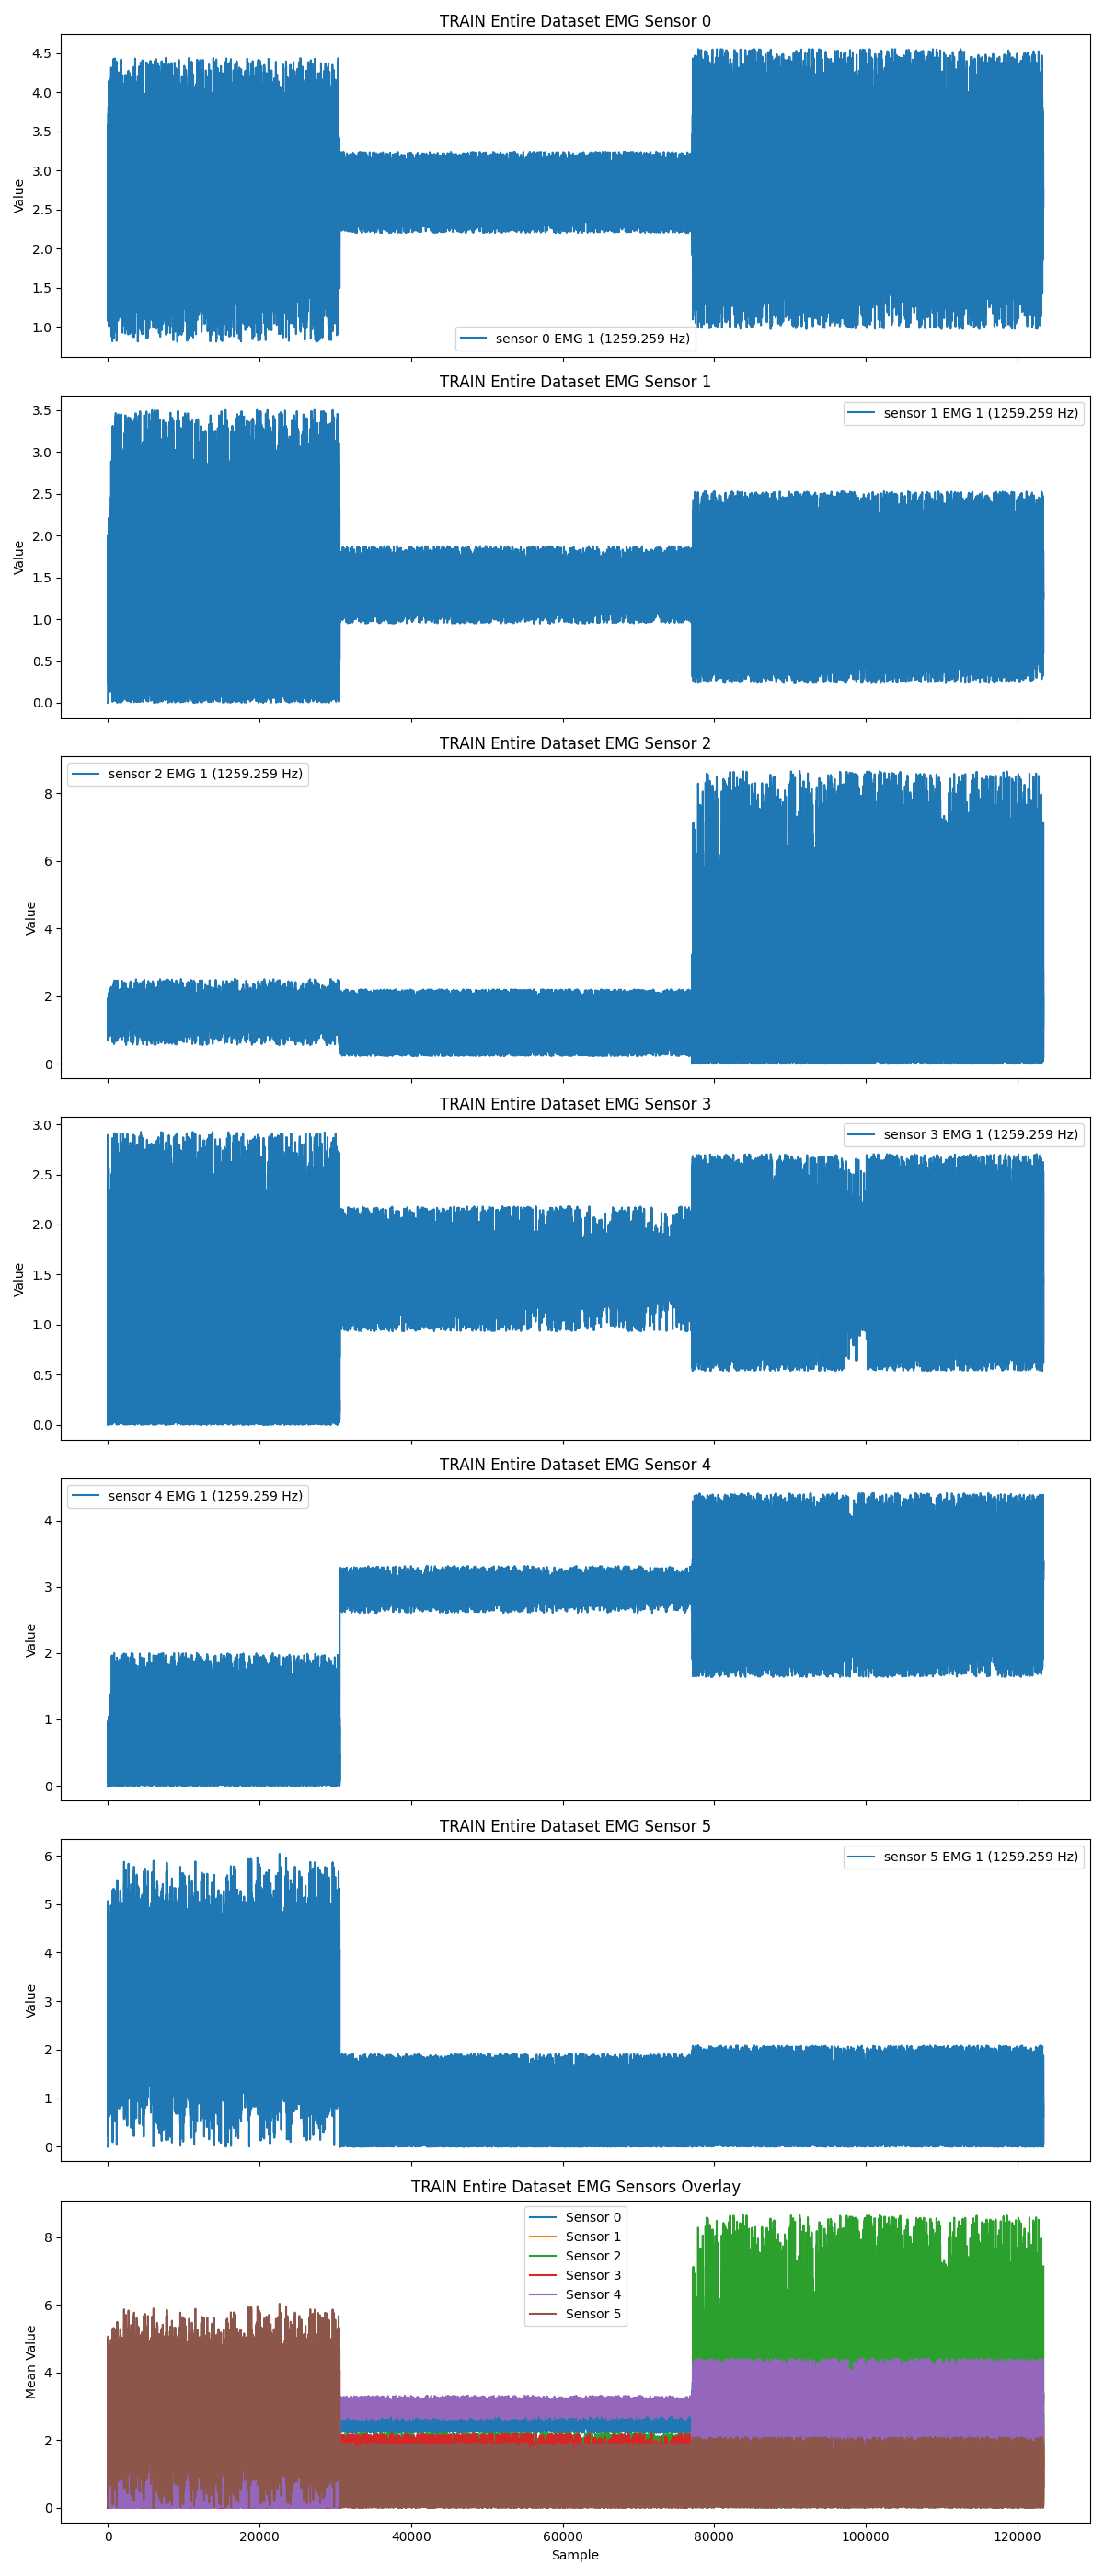 TRAIN Entire Dataset EMG Sensor 0
4.5
4.0
3.5
3.0
2.5
2.0
1.5
1.0
Value
sensor 0 EMG 1 (1259.259 Hz)
TRAIN Entire Dataset EMG Sensor 1
3.5
3.0
2.5
2.0
1.5
1.0
0.5
0.0
Value
sensor 1 EMG 1 (1259.259 Hz)
TRAIN Entire Dataset EMG Sensor 2
8
6
4
2
0
Value
sensor 2 EMG 1 (1259.259 Hz)
TRAIN Entire Dataset EMG Sensor 3
3.0
2.5
2.0
1.5
1.0
0.5
0.0
Value
sensor 3 EMG 1 (1259.259 Hz)
TRAIN Entire Dataset EMG Sensor 4
4
3
2
1
0
Value
sensor 4 EMG 1 (1259.259 Hz)
TRAIN Entire Dataset EMG Sensor 5
6
5
4
3
2
1
0
Value
sensor 5 EMG 1 (1259.259 Hz)
TRAIN Entire Dataset EMG Sensors Overlay
8
6
4
2
0
Mean Value
Sensor 0
Sensor 1
Sensor 2
Sensor 3
Sensor 4
Sensor 5
0 20000 40000 60000 80000 100000 120000
Sample